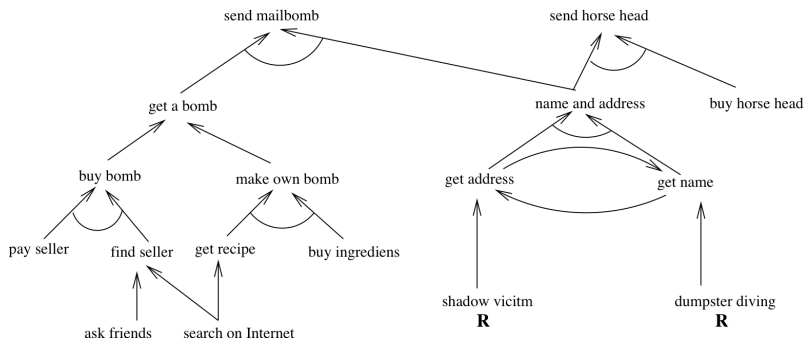 send mailbomb
send horse head
get a bomb
name and address
buy horse head
buy bomb
make own bomb
get address
get name
pay seller
find seller
get recipe
buy ingrediens
shadow vicitm
R
dumpster diving
R
ask friends
search on Internet